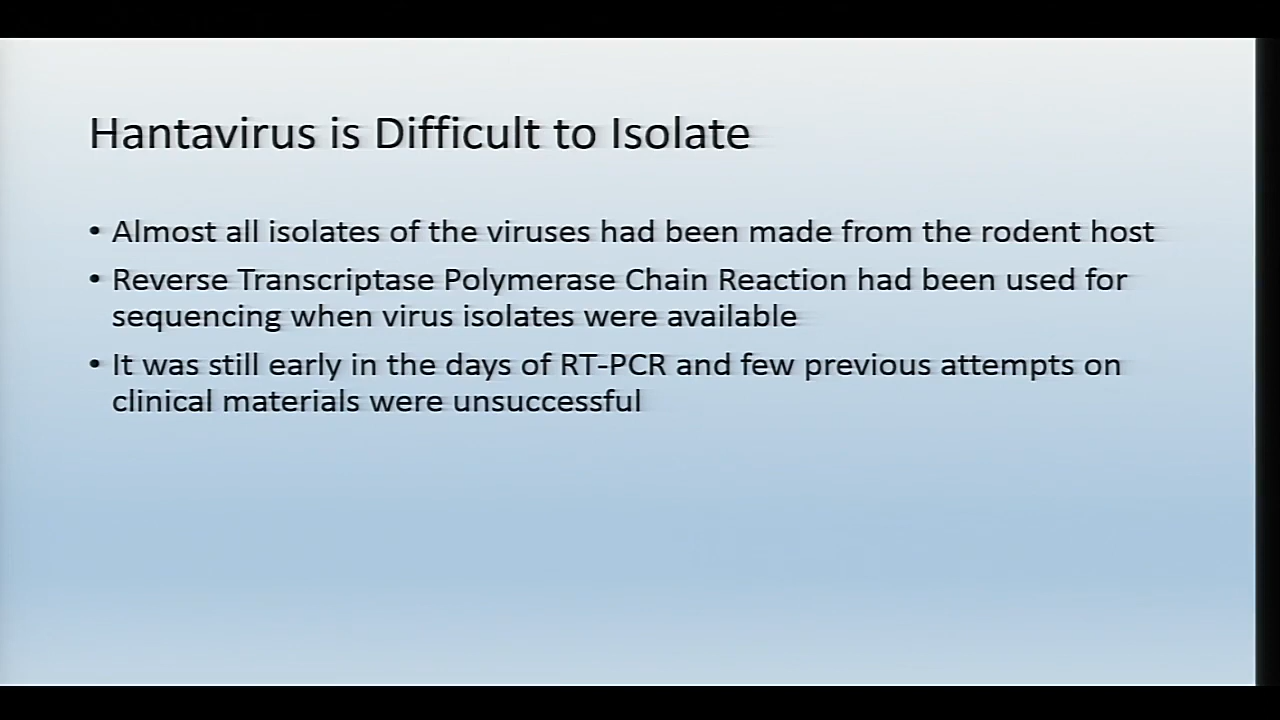 Hantavirus is Difficult to Isolate
• Almost all isolates of the viruses had been made from the rodent host
• Reverse Transcriptase Polymerase Chain Reaction had been used for
sequencing when virus isolates were available
• It was still early in the days of RT-PCR and few previous attempts on
clinical materials were unsuccessful